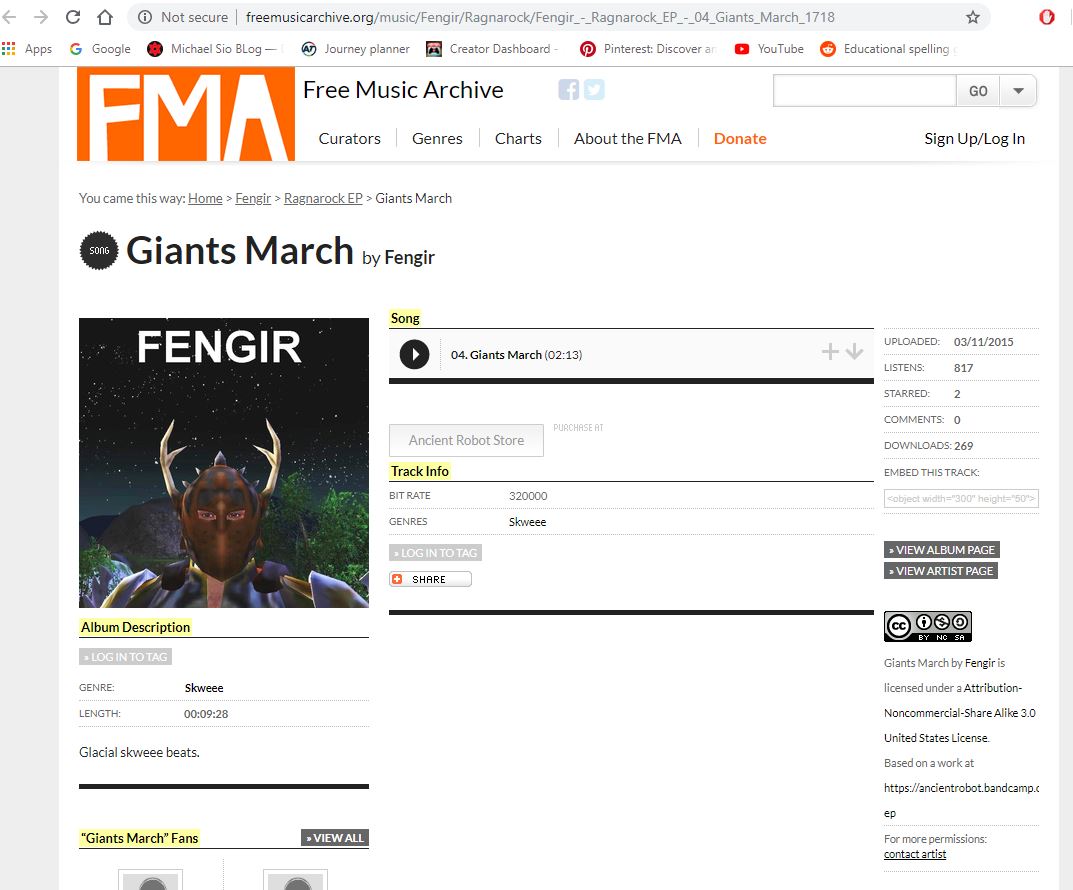 Not secure | freemusicarchive.org/music/Fengir/Ragnarock/Fengir_-_Ragnarock_EP_-_04_Giants_March_1718
Apps Google Michael Sio BLog — Journey planner Creator Dashboard - Pinterest: Discover an YouTube Educational spelling
FMA
Free Music Archive
GO
Curators Genres Charts About the FMA Donate
Sign Up/Log In
You came this way: Home > Fengir > Ragnarock EP > Giants March
SONG
Giants March by Fengir
FENGIR
Album Description
» LOG IN TO TAG
GENRE: Skweee
LENGTH: 00:09:28
Glacial skweee beats.
“Giants March” Fans
» VIEW ALL
Song
04. Giants March (02:13)
Ancient Robot Store
PURCHASE AT
Track Info
BIT RATE 320000
GENRES Skweee
» LOG IN TO TAG
SHARE
UPLOADED: 03/11/2015
LISTENS: 817
STARRED: 2
COMMENTS: 0
DOWNLOADS: 269
EMBED THIS TRACK:
<object width="300" height="50">
» VIEW ALBUM PAGE
» VIEW ARTIST PAGE
cc
BY NC SA
Giants March by Fengir is
licensed under a Attribution-
Noncommercial-Share Alike 3.0
United States License.
Based on a work at
https://ancientrobot.bandcamp.c
ep
For more permissions:
contact artist